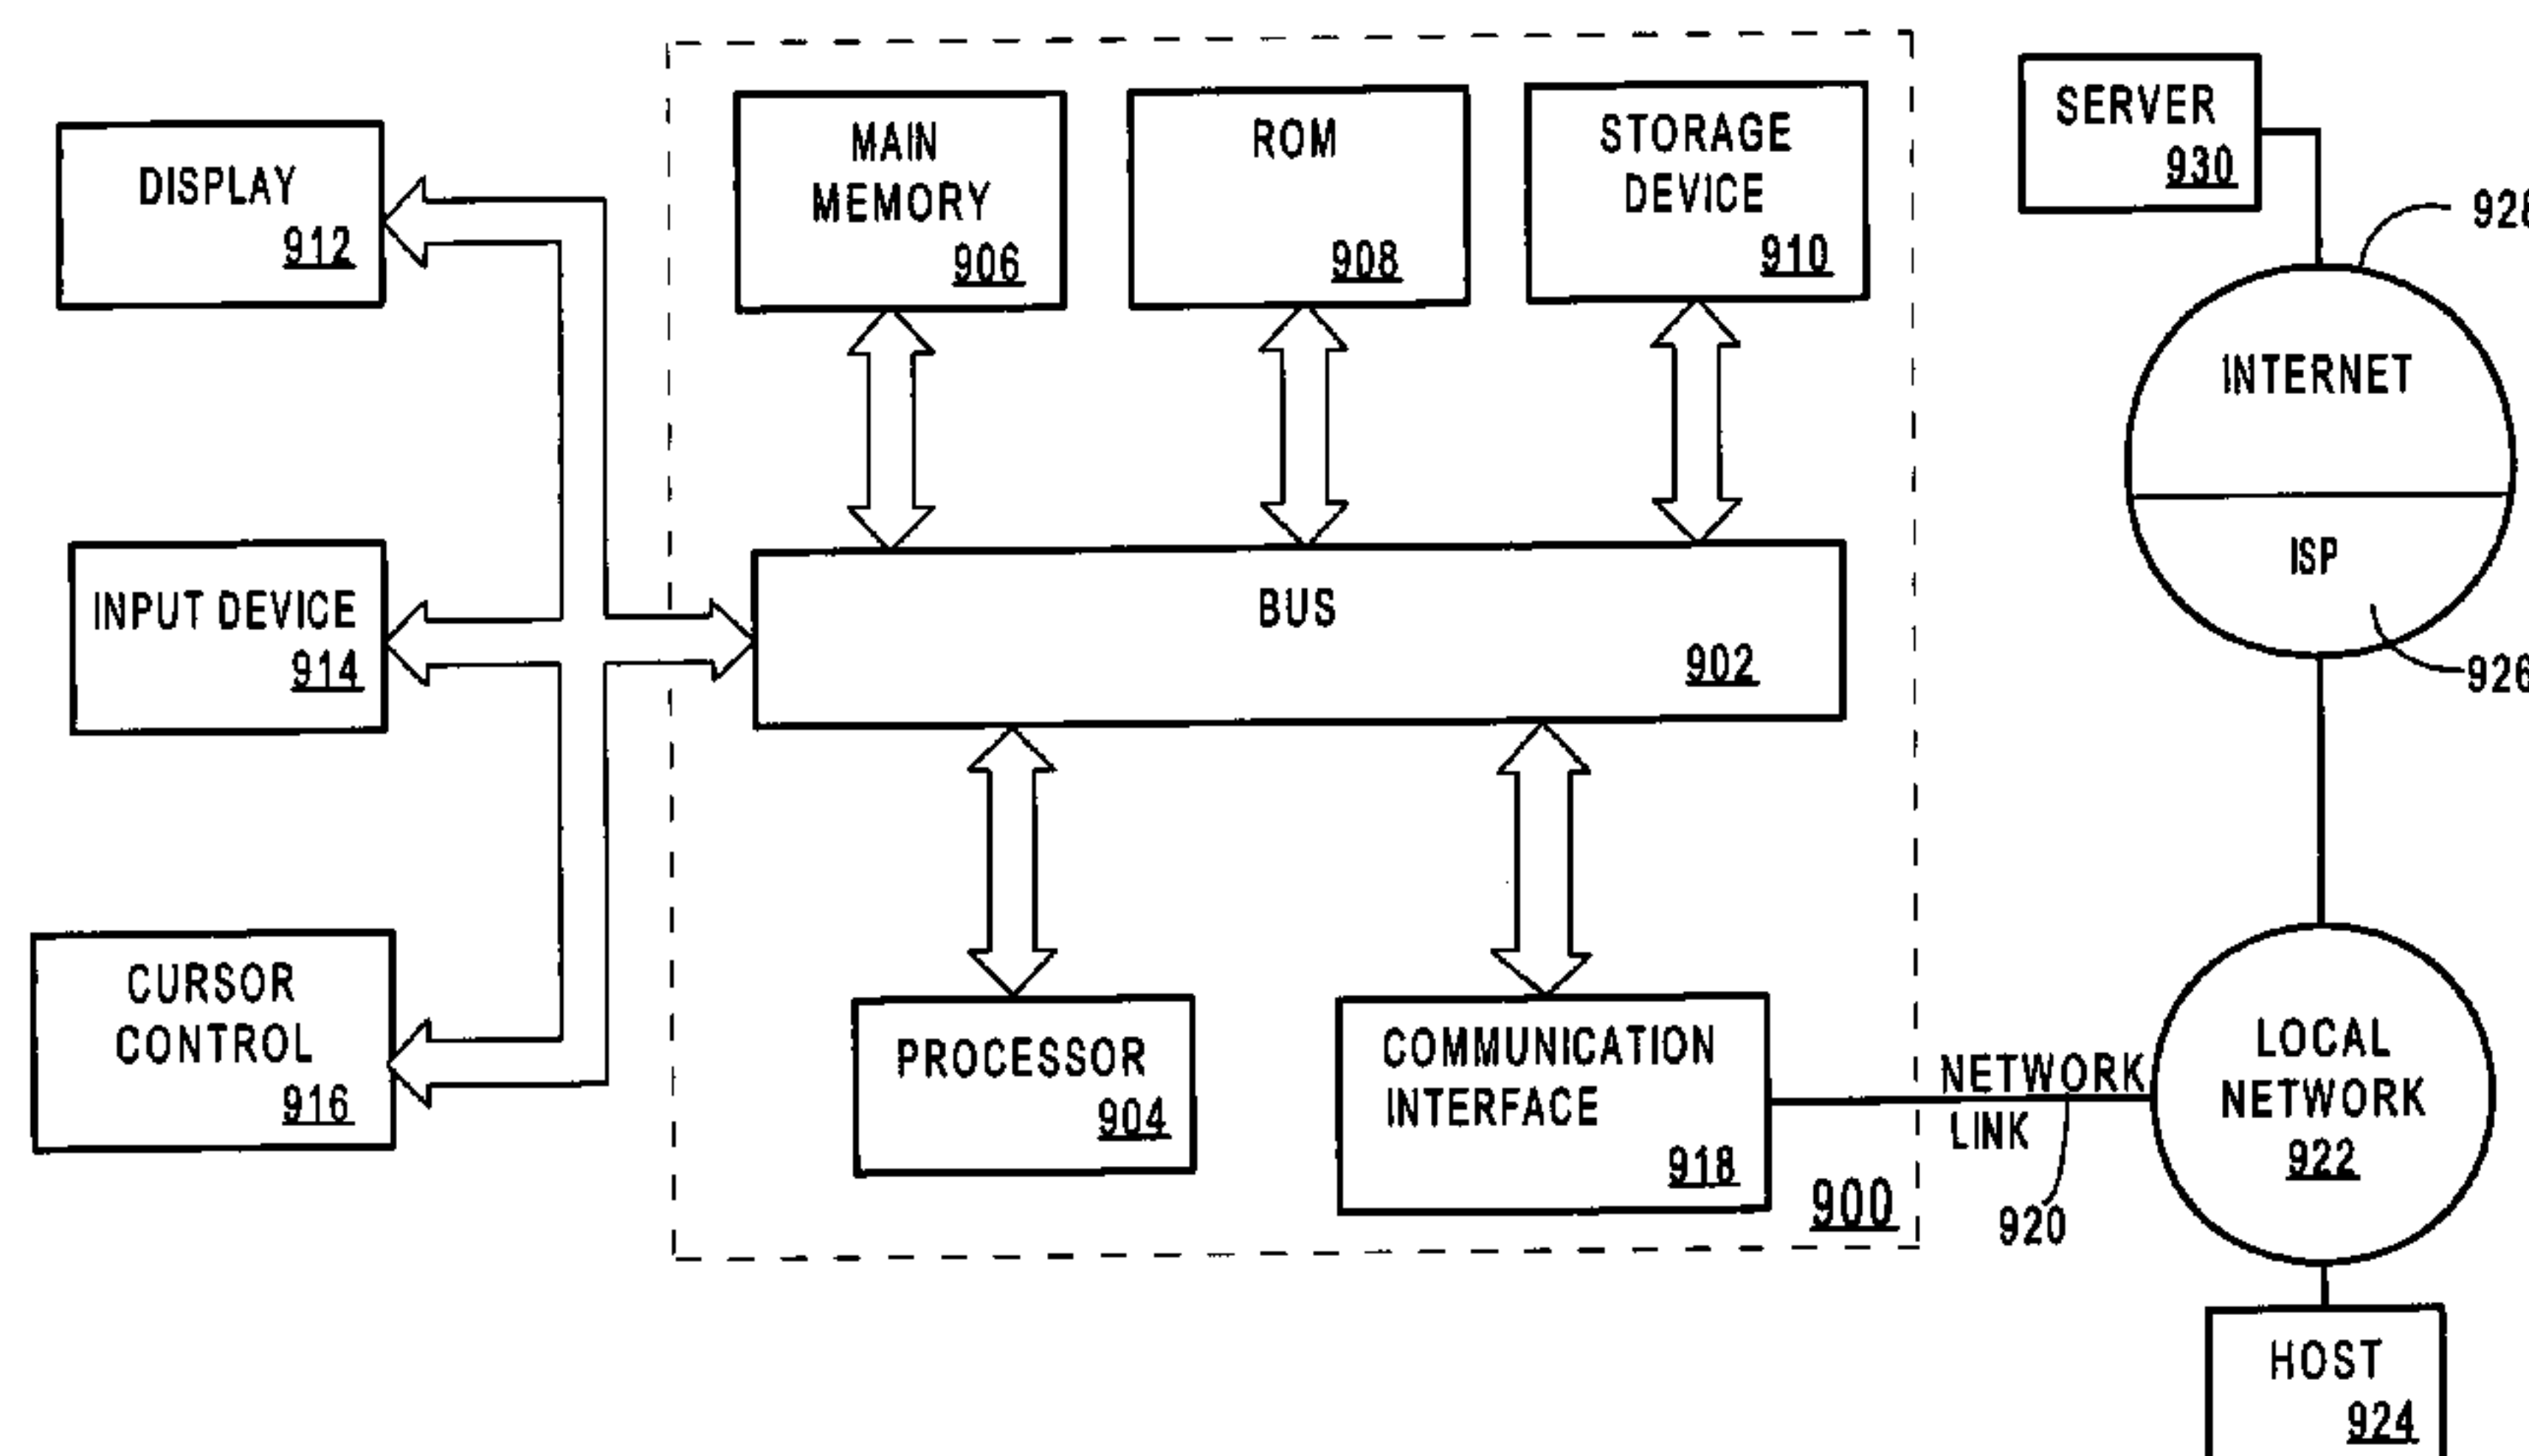 DISPLAY
912
INPUT DEVICE
914
CURSOR
CONTROL
916
MAIN
MEMORY
906
ROM
908
STORAGE
DEVICE
910
BUS
902
PROCESSOR
904
COMMUNICATION
INTERFACE
918
900
SERVER
930
928
INTERNET
ISP
926
NETWORK
LINK
920
LOCAL
NETWORK
922
HOST
924